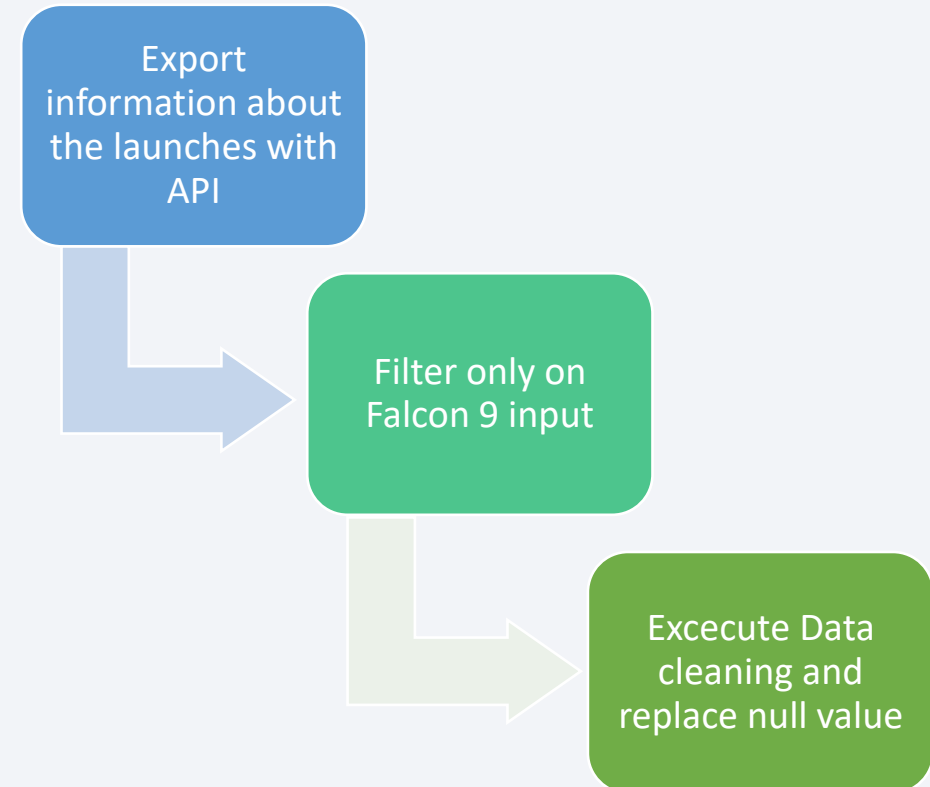 Export
information about
the launches with
API
Filter only on
Falcon 9 input
Excecute Data
cleaning and
replace null value